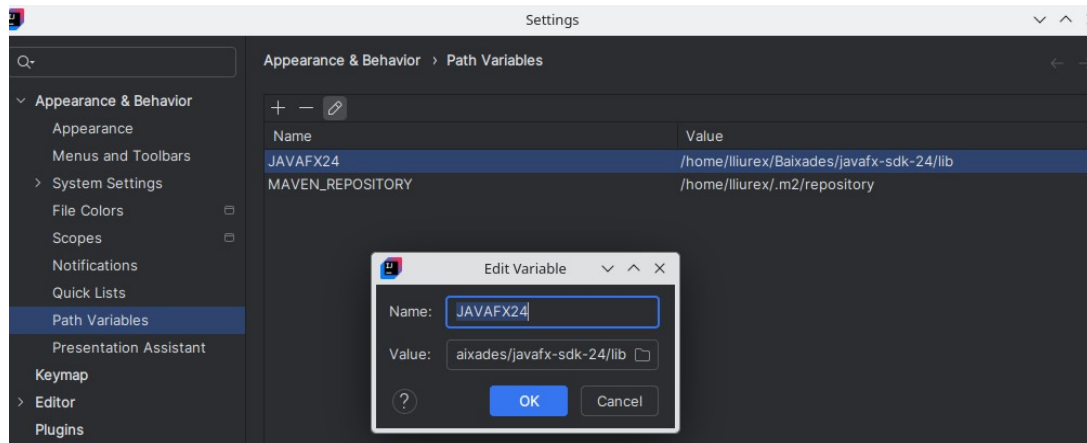 Settings
Appearance & Behavior › Path Variables
Appearance & Behavior
Appearance
Menus and Toolbars
System Settings
File Colors
Scopes
Notifications
Quick Lists
Path Variables
Presentation Assistant
Keymap
Editor
Plugins
Name Value
JAVAFX24 /home/lliurex/Baixades/javafx-sdk-24/lib
MAVEN_REPOSITORY /home/lliurex/.m2/repository
Edit Variable
Name: JAVAFX24
Value: aixades/javafx-sdk-24/lib
? OK Cancel